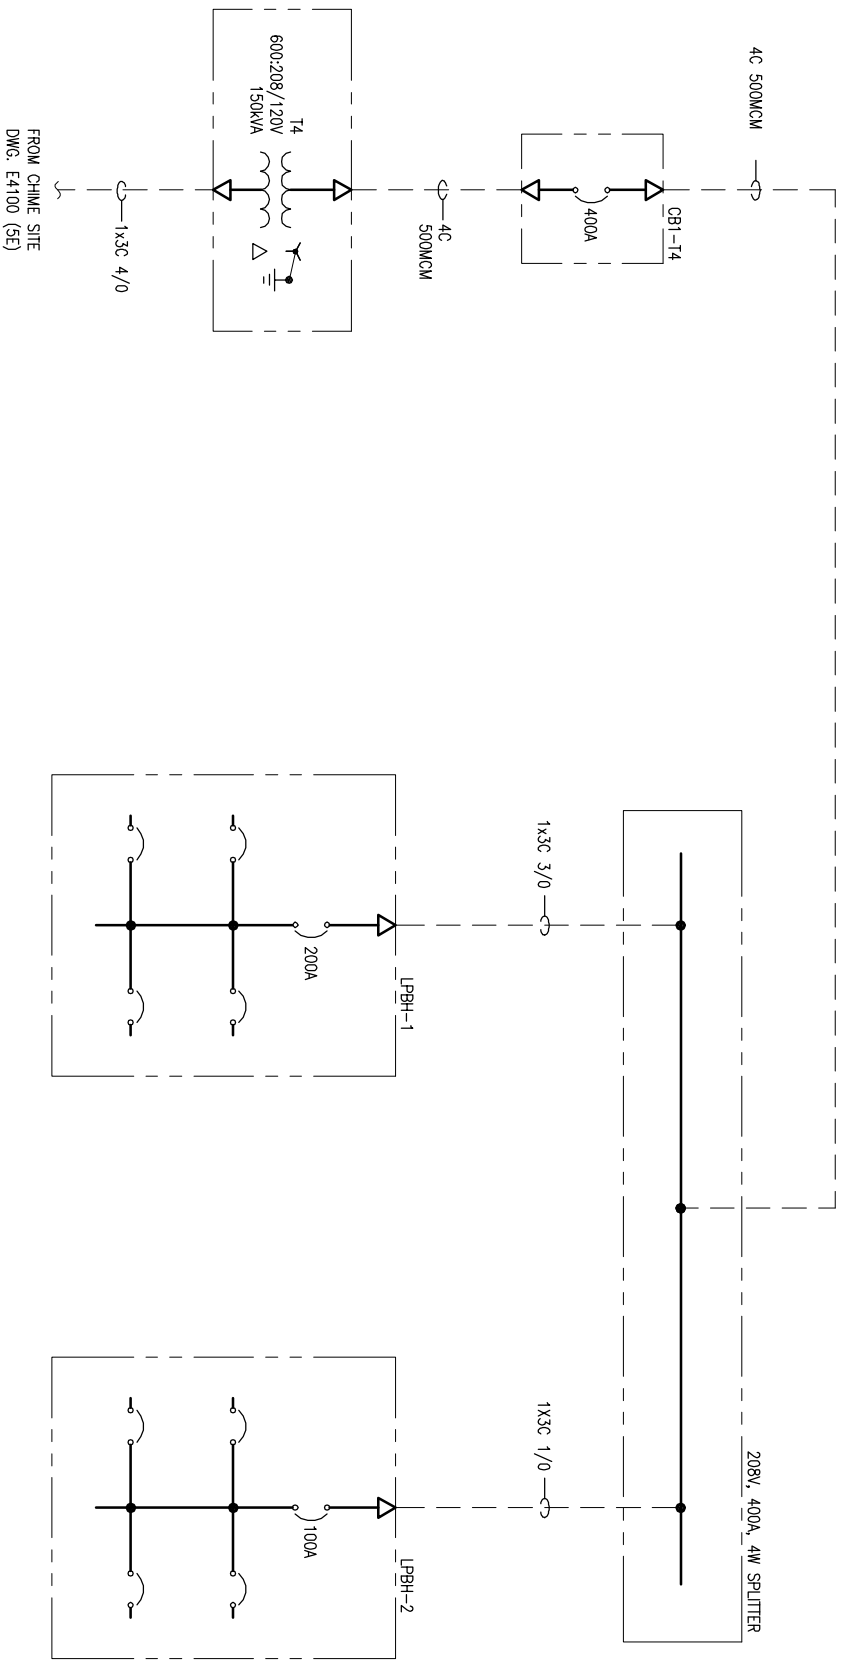 4C 500MCM
CB1-T4
400A
4C
500MCM
T4
600:208/120V
150kVA
1x3C 4/0
FROM CHIME SITE
DWG. E4100 (5E)
208V, 400A, 4W SPLITTER
1x3C 3/0
LPBH-1
200A
1X3C 1/0
LPBH-2
100A